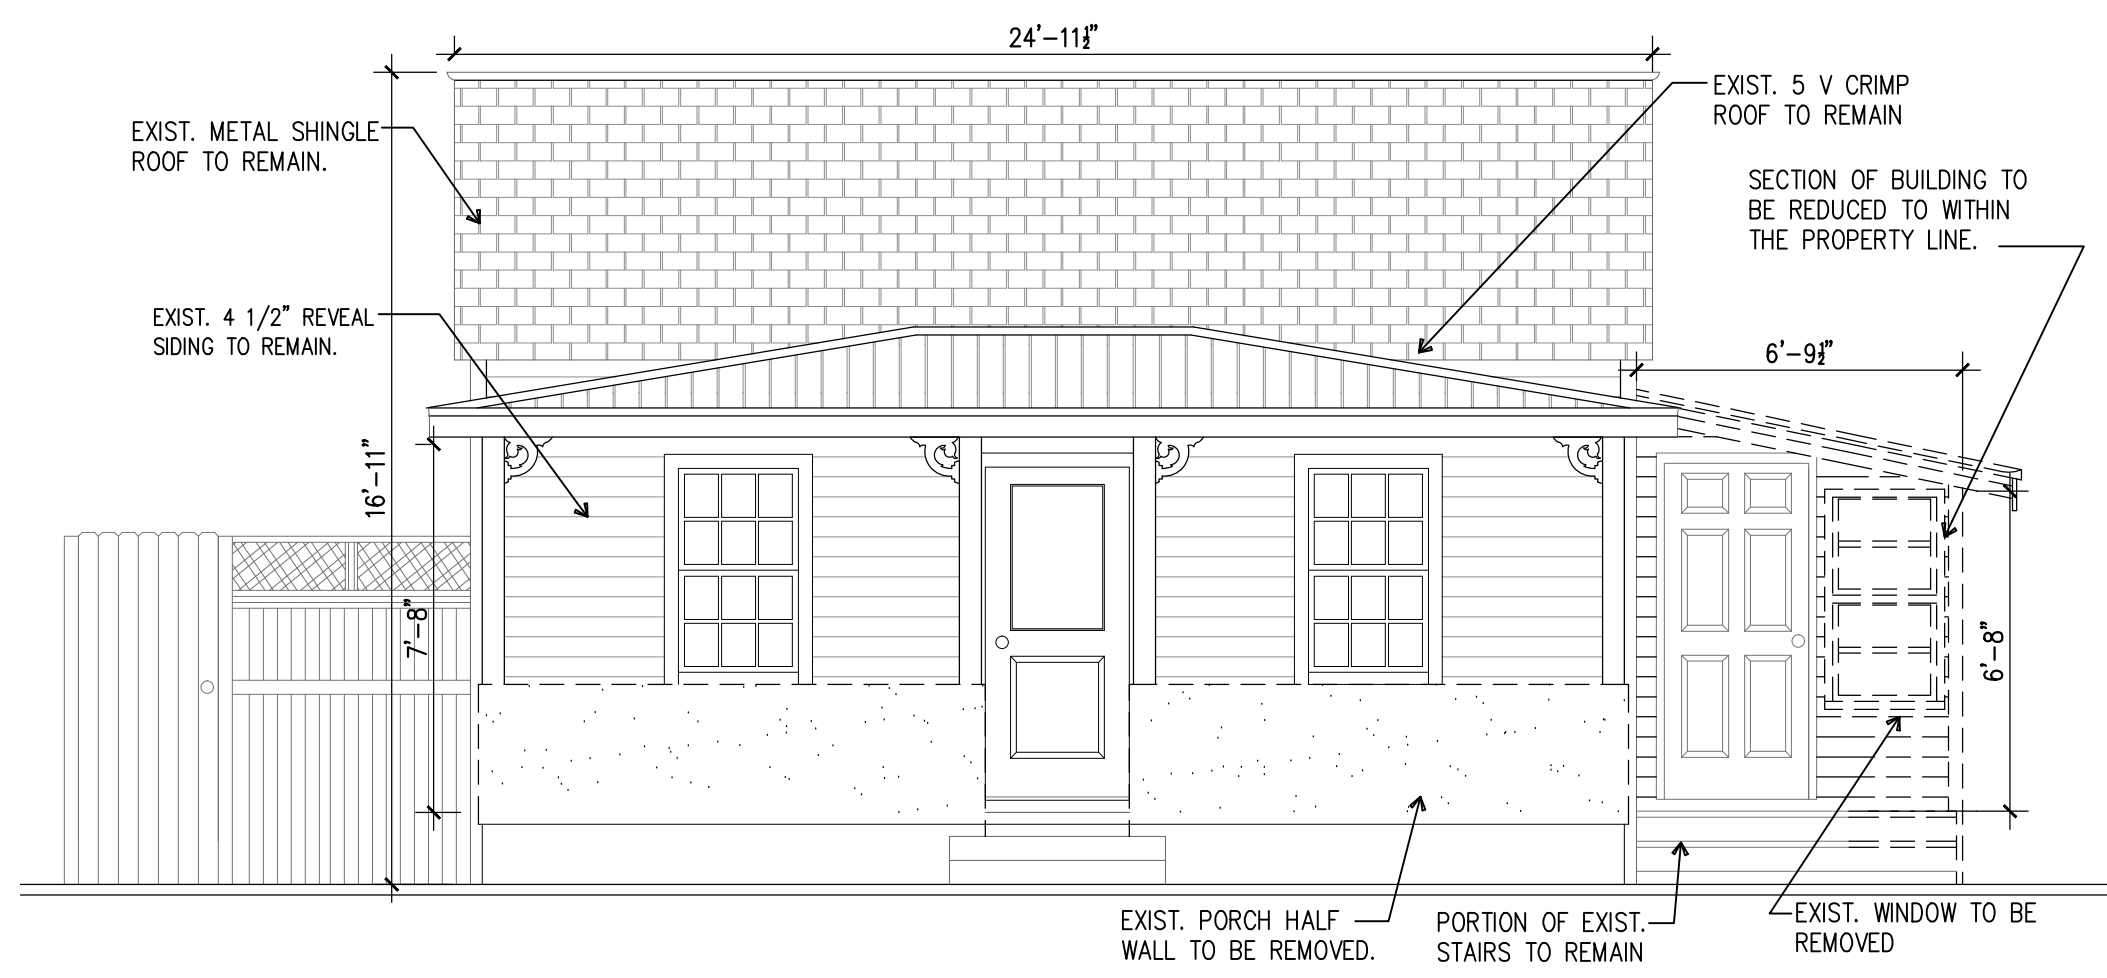 24'-11½"
EXIST. METAL SHINGLE
ROOF TO REMAIN.
EXIST. 5 V CRIMP
ROOF TO REMAIN
SECTION OF BUILDING TO
BE REDUCED TO WITHIN
THE PROPERTY LINE.
EXIST. 4 1/2" REVEAL
SIDING TO REMAIN.
6'-9½"
16'-11"
7'-8"
6'-8"
EXIST. PORCH HALF
WALL TO BE REMOVED.
PORTION OF EXIST.
STAIRS TO REMAIN
EXIST. WINDOW TO BE
REMOVED